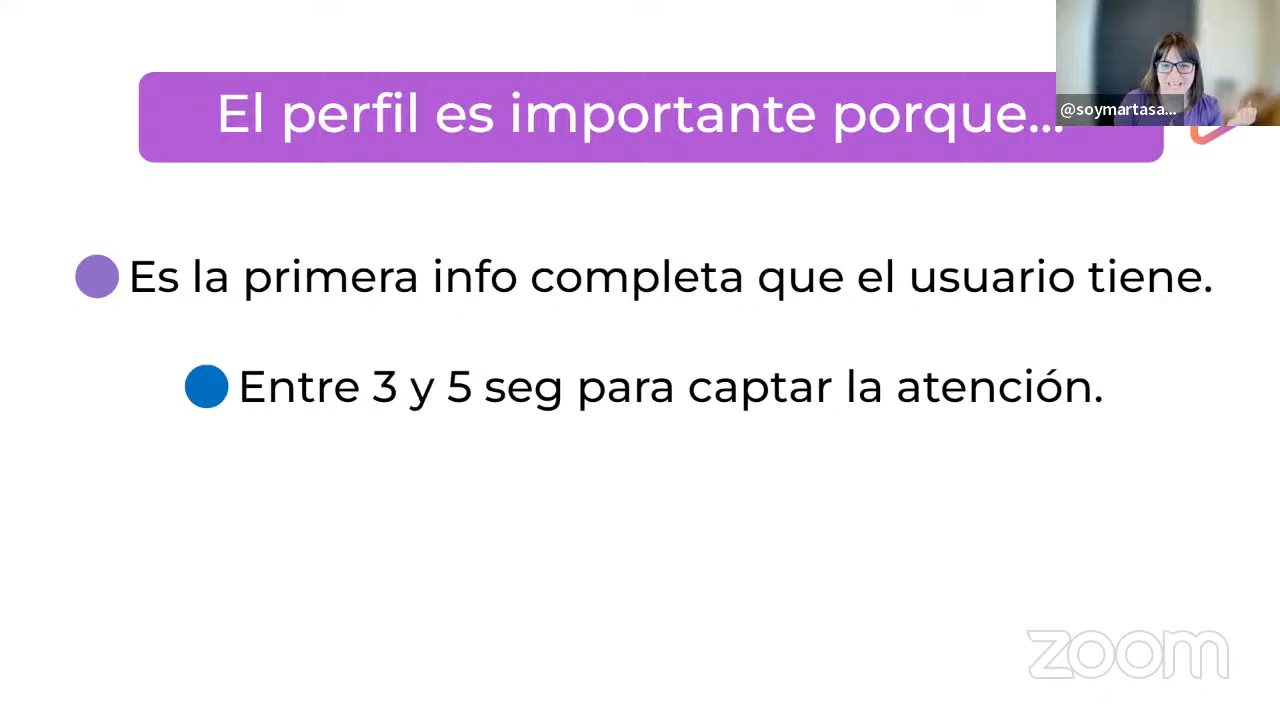 El perfil es importante porque...
@soymartasa...
Es la primera info completa que el usuario tiene.
Entre 3 y 5 seg para captar la atención.
zoom